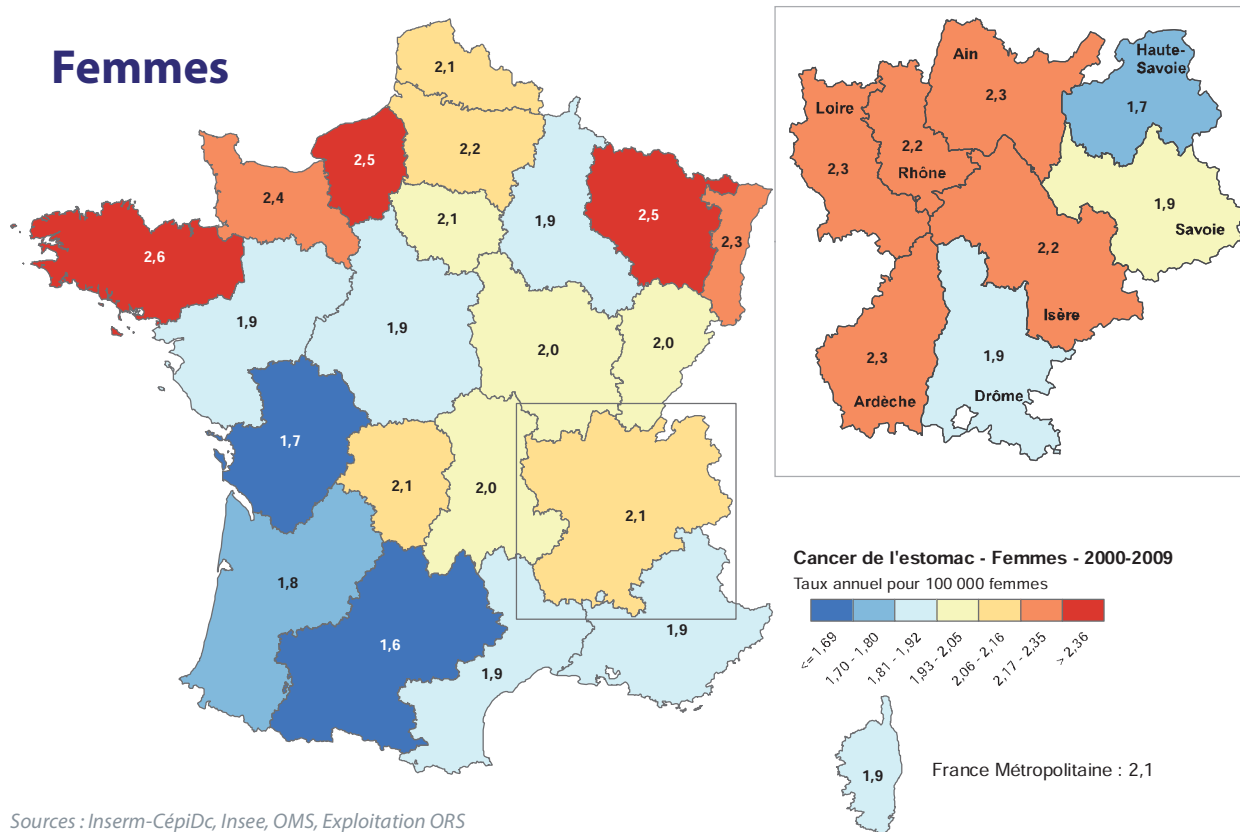 Femmes
2,1
2,2
2,5
2,4
2,6
2,1
1,9
2,5
2,3
1,9
1,9
2,0
2,0
1,7
2,1
2,0
2,1
1,8
1,6
1,9
1,9
Ain
2,3
Haute-
Savoie
1,7
Loire
2,3
2,2
Rhône
1,9
Savoie
2,2
Isère
2,3
Ardèche
1,9
Drôme
Cancer de l'estomac - Femmes - 2000-2009
Taux annuel pour 100 000 femmes
<= 1,69
1,70 - 1,80
1,81 - 1,92
1,93 - 2,05
2,06 - 2,16
2,17 - 2,35
> 2,36
1,9
France Métropolitaine : 2,1
Sources : Inserm-CépiDc, Insee, OMS, Exploitation ORS